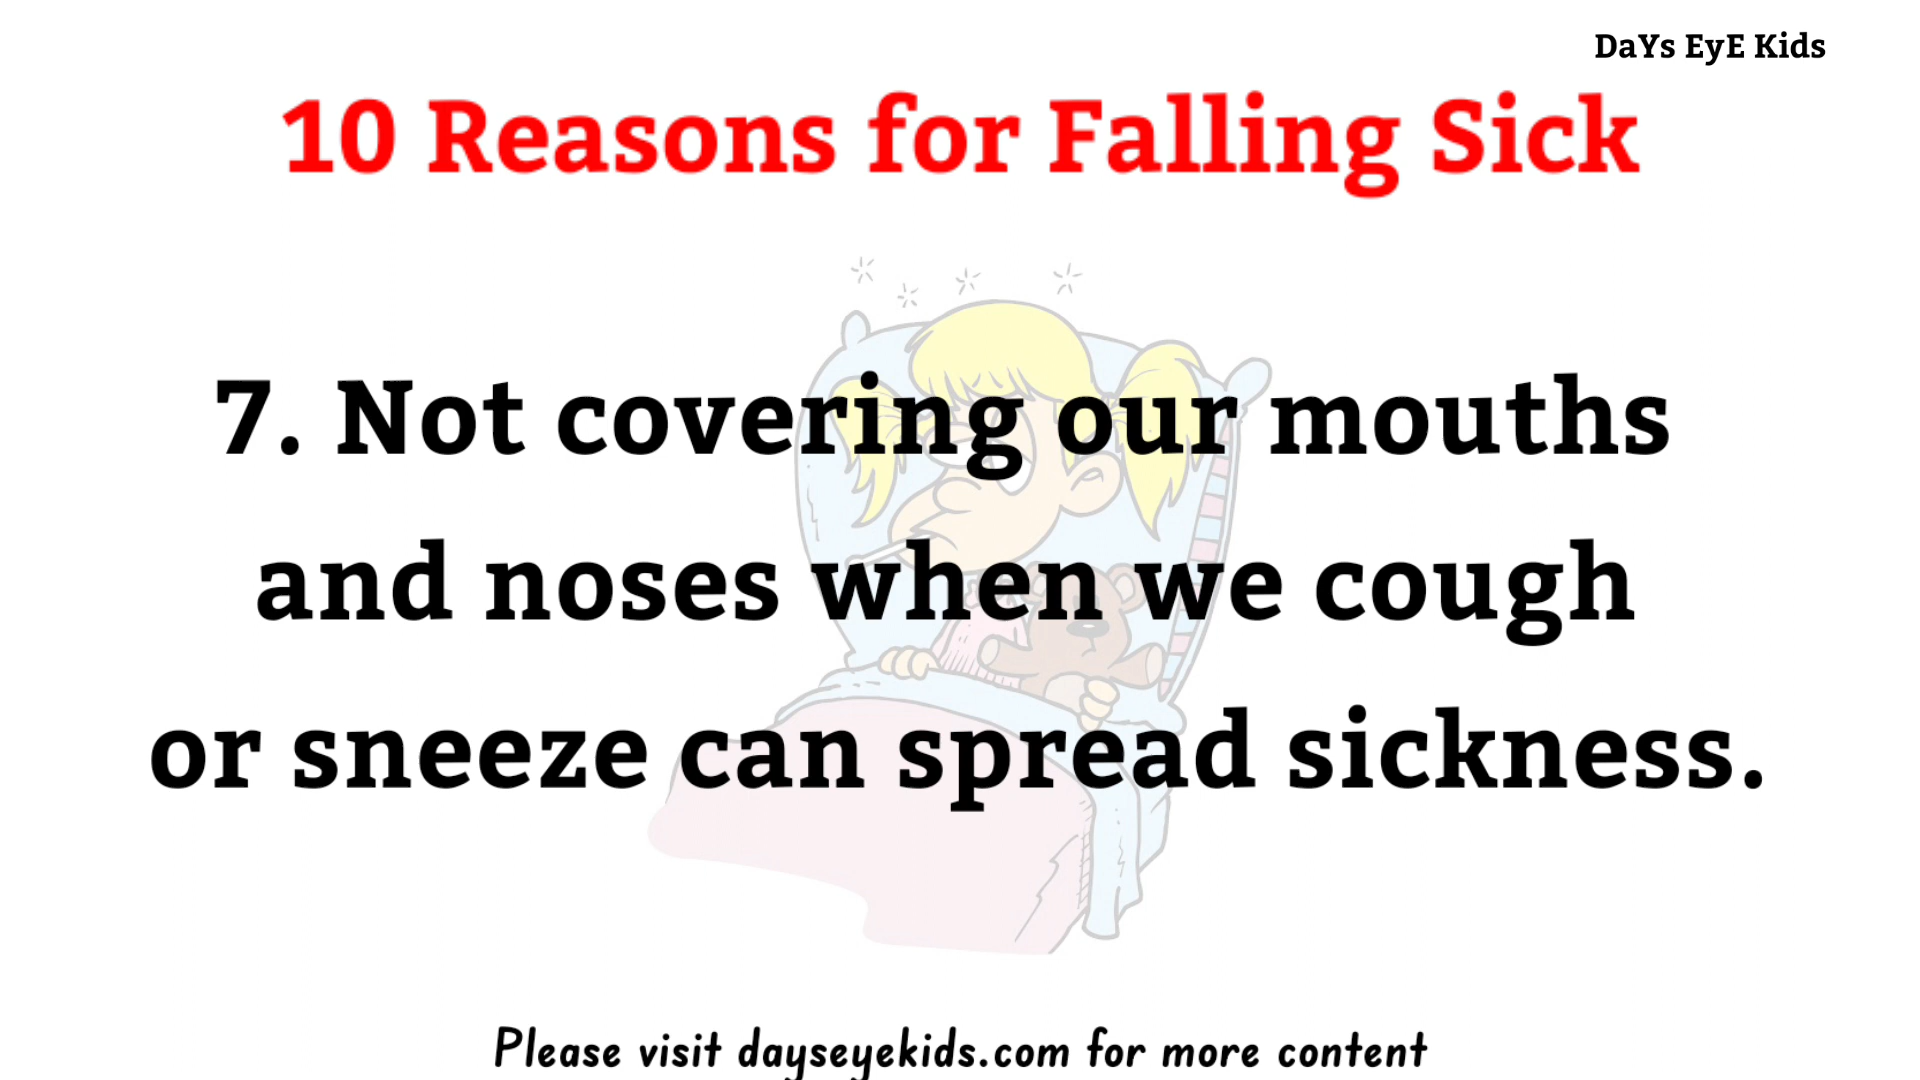 DaYs EyE Kids
10 Reasons for Falling Sick
7. Not covering our mouths
and noses when we cough
or sneeze can spread sickness.
Please visit dayseyekids.com for more content